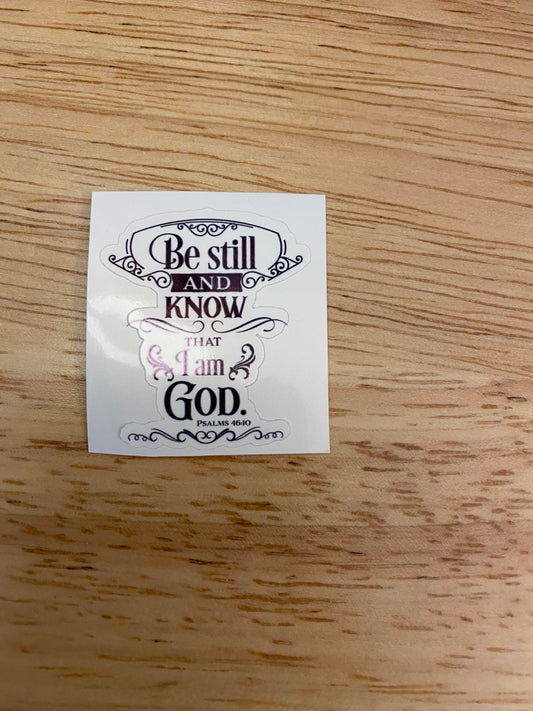 Be still
AND
KNOW
THAT
I am
GOD.
PSALMS 46:10